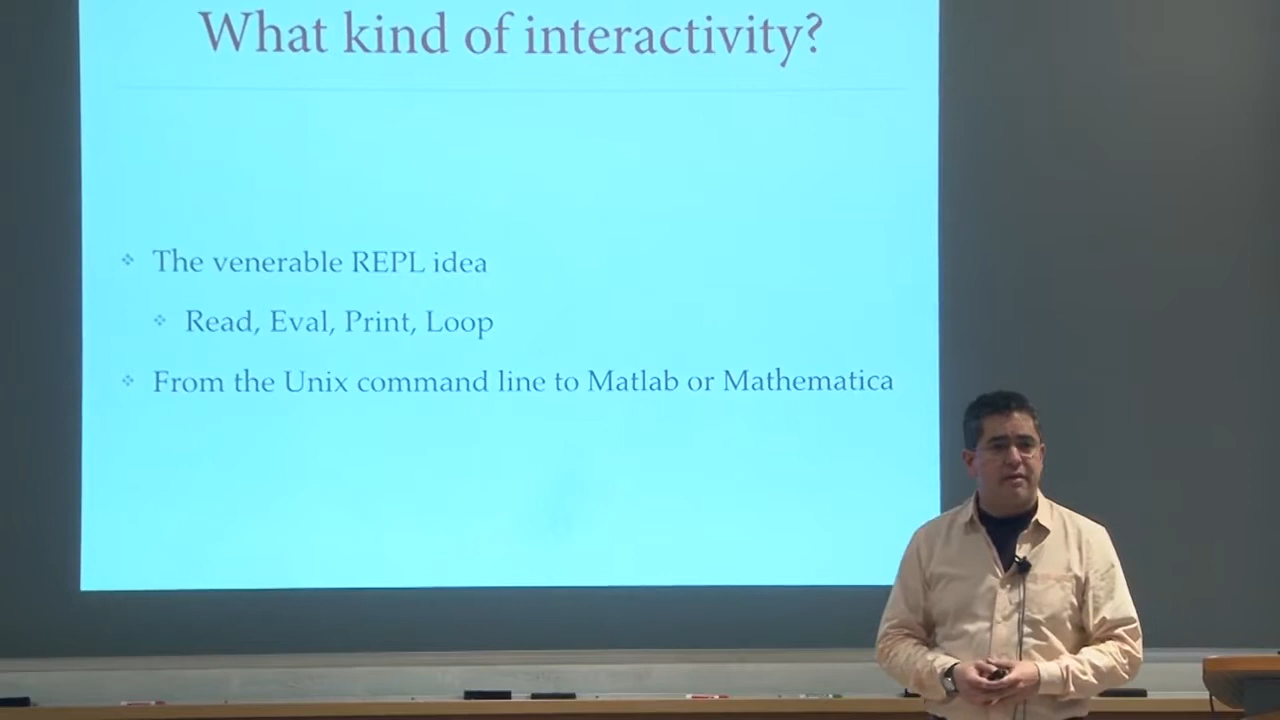 What kind of interactivity?
The venerable REPL idea
Read, Eval, Print, Loop
From the Unix command line to Matlab or Mathematica